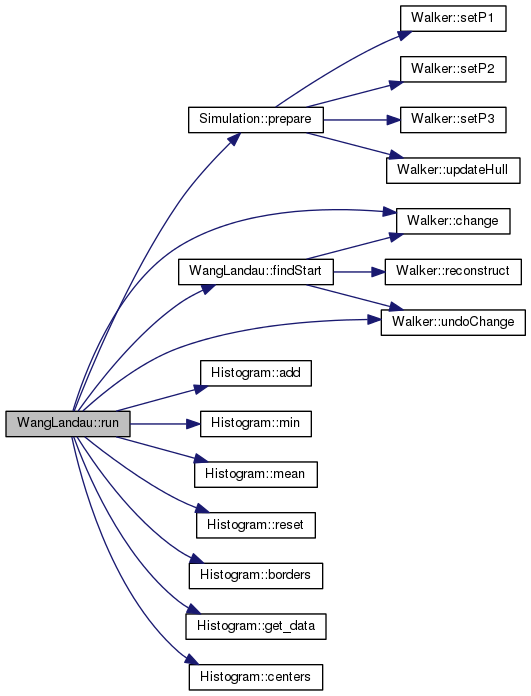 Walker::setP1
Walker::setP2
Simulation::prepare
Walker::setP3
Walker::updateHull
Walker::change
WangLandau::findStart
Walker::reconstruct
Walker::undoChange
Histogram::add
WangLandau::run
Histogram::min
Histogram::mean
Histogram::reset
Histogram::borders
Histogram::get_data
Histogram::centers